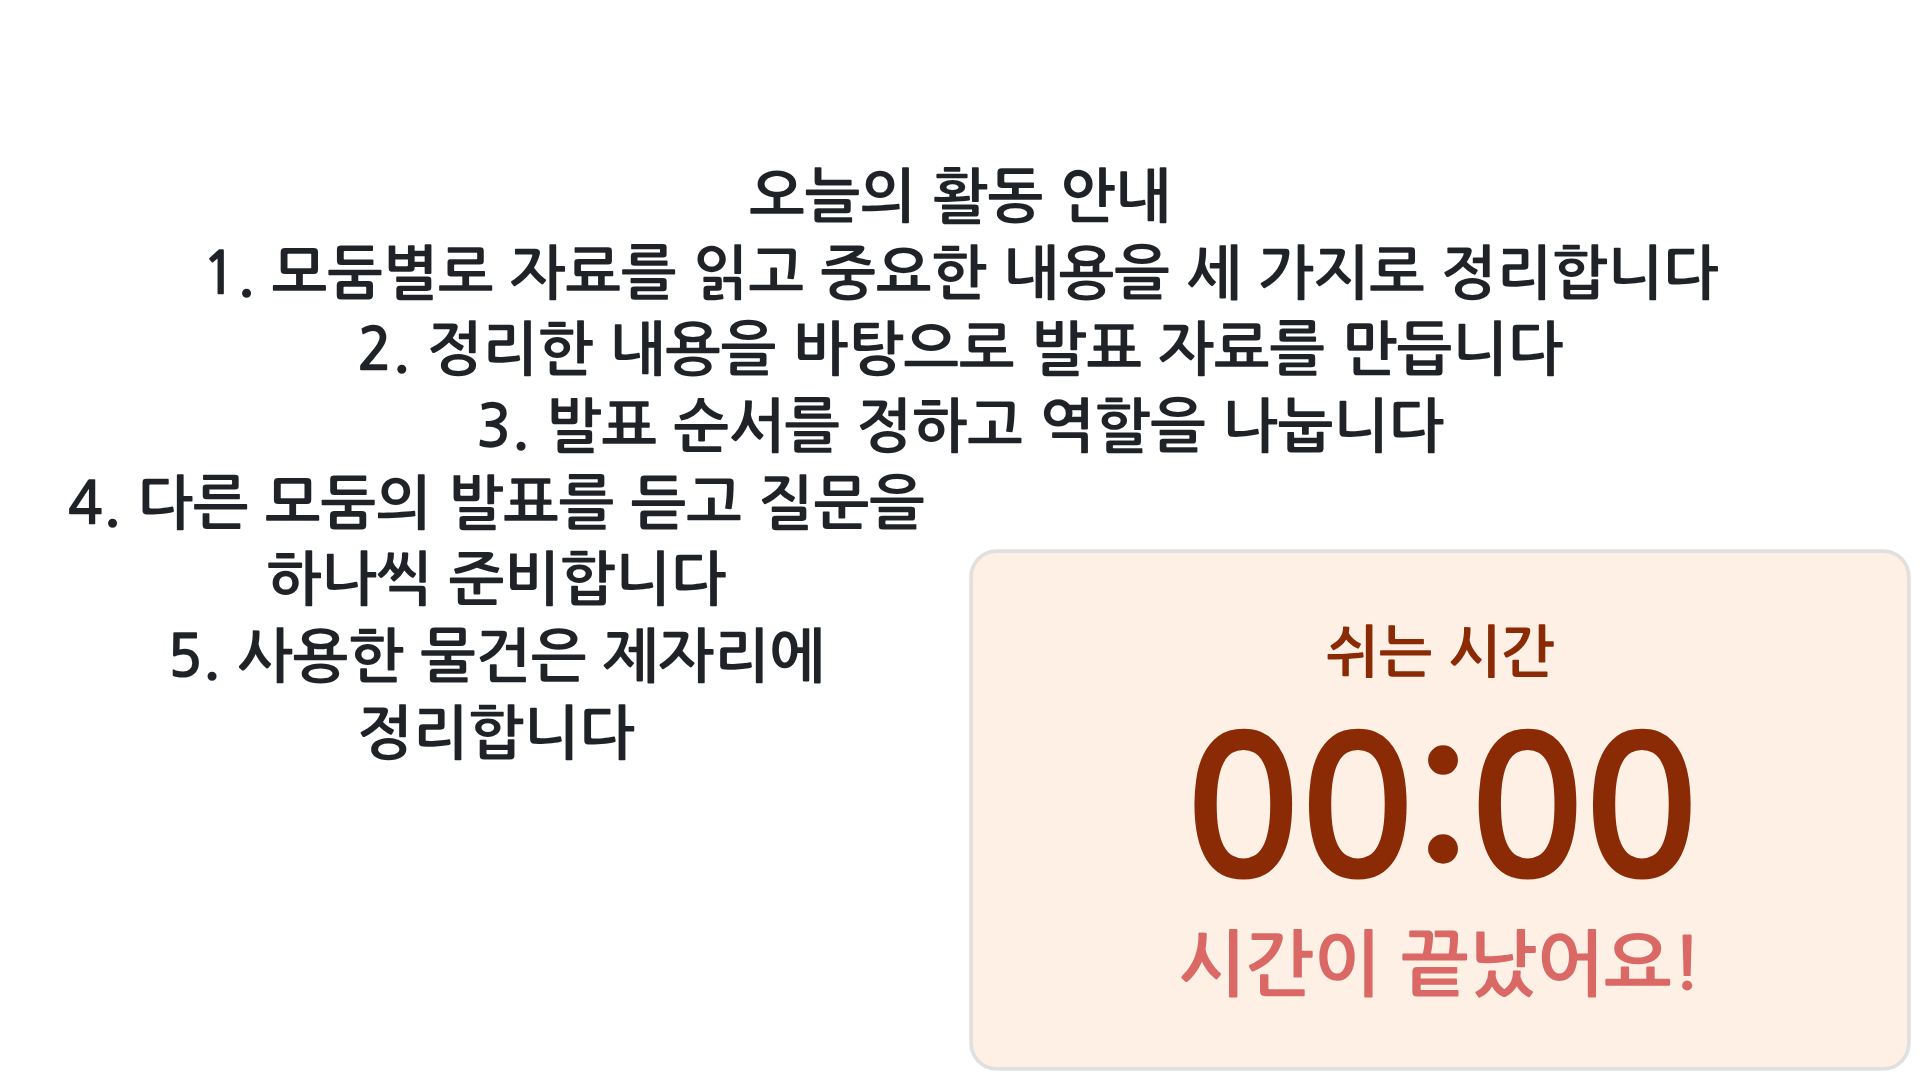 오늘의 활동 안내
1. 모둠별로 자료를 읽고 중요한 내용을 세 가지로 정리합니다
2. 정리한 내용을 바탕으로 발표 자료를 만듭니다
3. 발표 순서를 정하고 역할을 나눕니다
4. 다른 모둠의 발표를 듣고 질문을
하나씩 준비합니다
5. 사용한 물건은 제자리에
정리합니다
쉬는 시간
00:00
시간이 끝났어요!